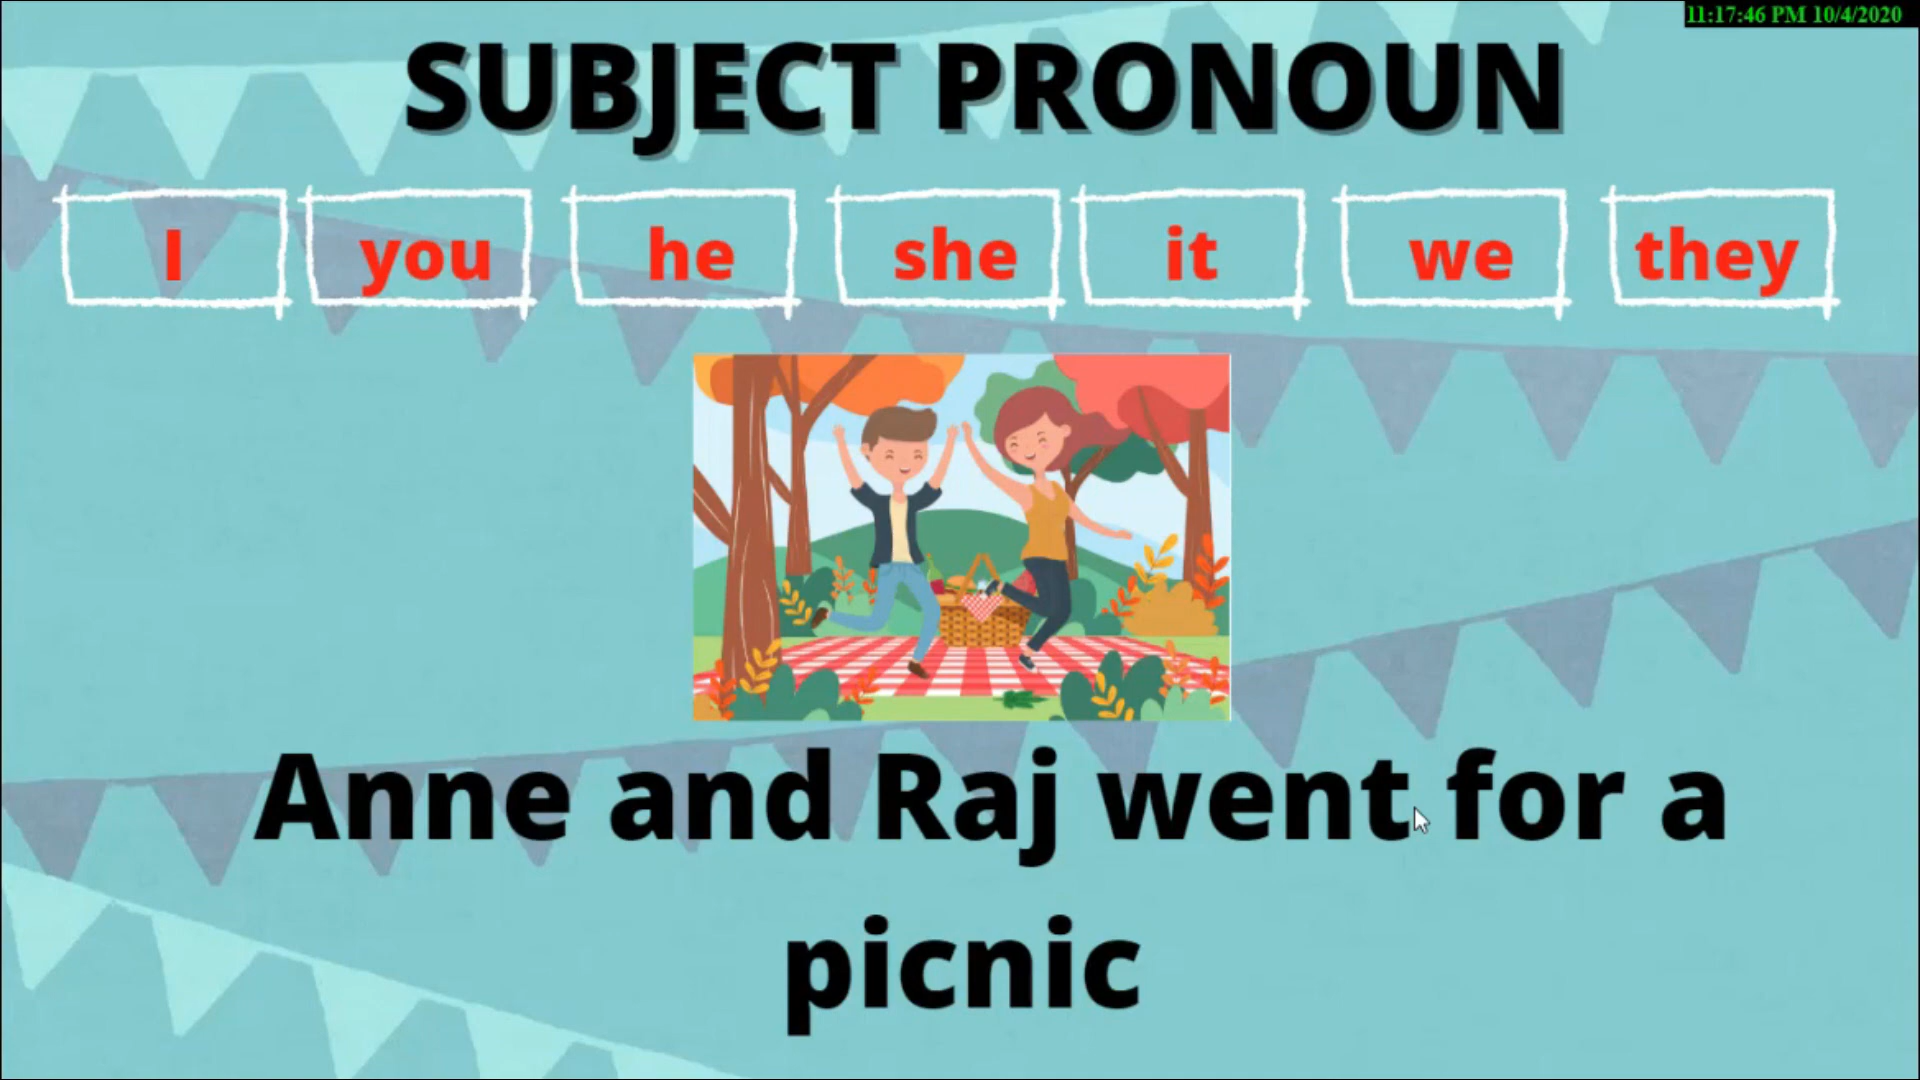 11:17:46 PM 10/4/2020
SUBJECT PRONOUN
I you he she it we they
Anne and Raj went for a
picnic